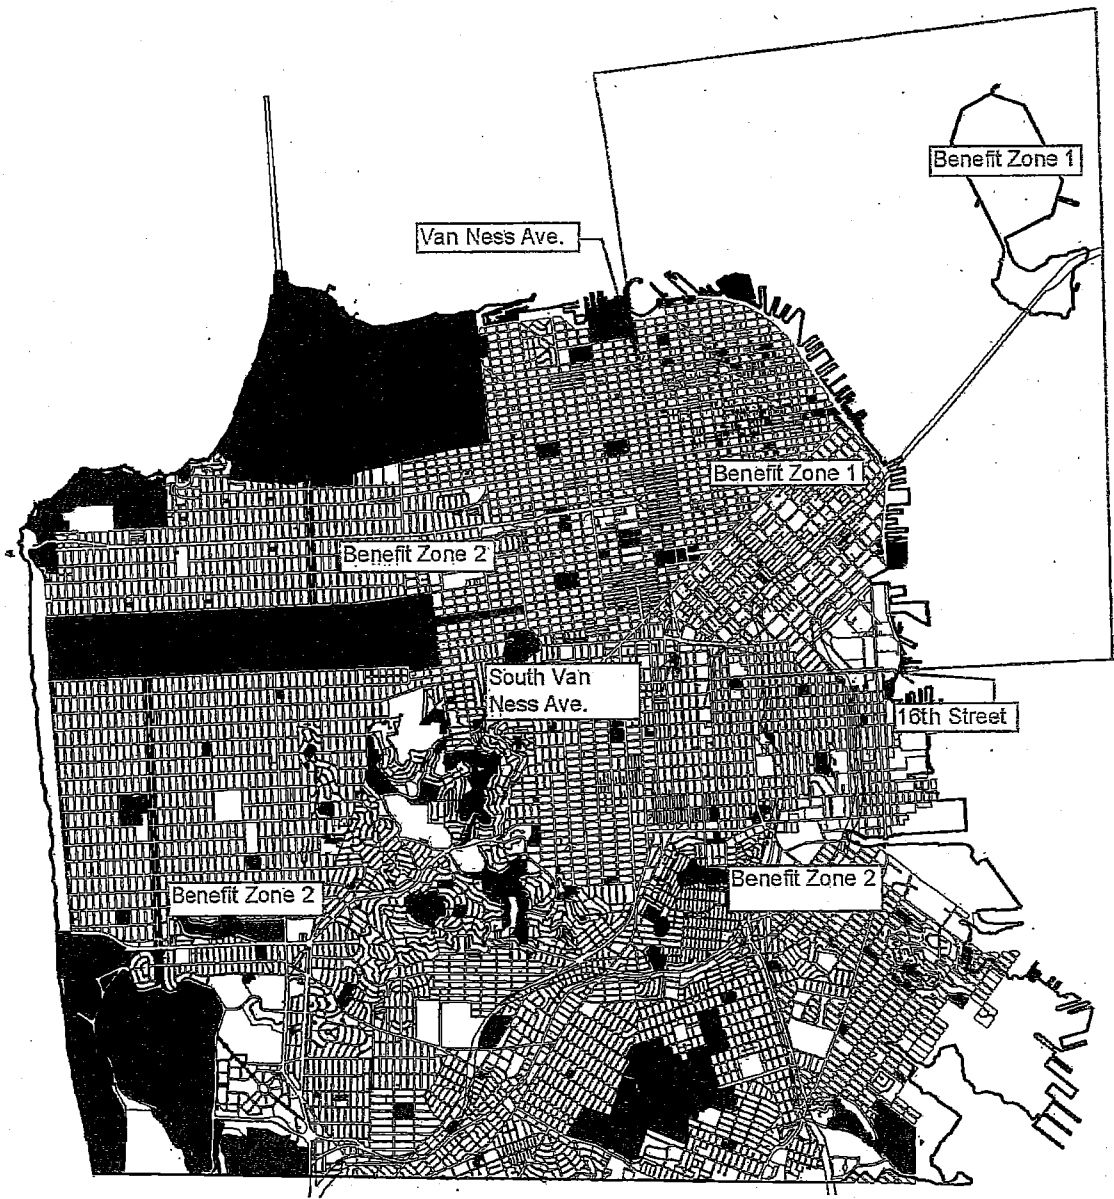 Benefit Zone 1
Van Ness Ave.
Benefit Zone 1
Benefit Zone 2
South Van
Ness Ave.
16th Street
Benefit Zone 2
Benefit Zone 2